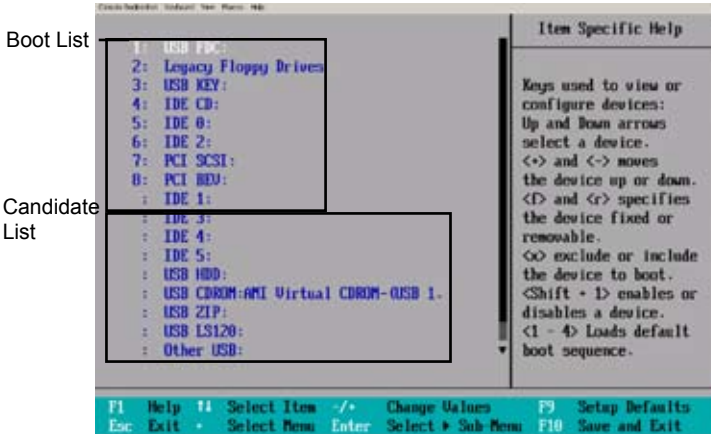 Boot List
1: USB FDC:
2: Legacy Floppy Drives
3: USB KEY:
4: IDE CD:
5: IDE 0:
6: IDE 2:
7: PCI SCSI:
8: PCI BEV:
: IDE 1:
Candidate List
: IDE 3:
: IDE 4:
: IDE 5:
: USB HDD:
: USB CDROM:AMI Virtual CDROM-(USB 1.
: USB ZIP:
: USB LS120:
: Other USB:
Item Specific Help
Keys used to view or
configure devices:
Up and Down arrows
select a device.
<+> and <-> moves
the device up or down.
<f> and <r> specifies
the device fixed or
removable.
<x> exclude or include
the device to boot.
<Shift + 1> enables or
disables a device.
<1 - 4> Loads default
boot sequence.
F1 Help ↑↓ Select Item -/+ Change Values F9 Setup Defaults
Esc Exit Select Menu Enter Select ▶ Sub-Menu F10 Save and Exit